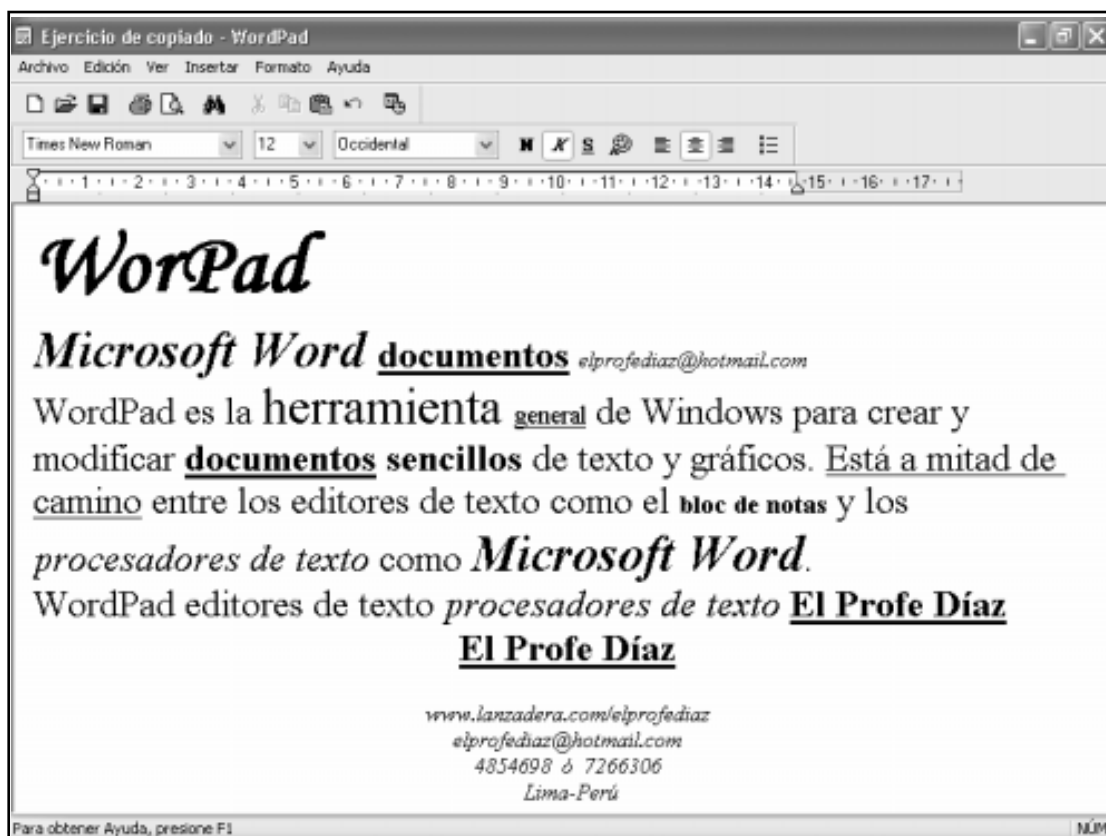 Ejercicio de copiado - WordPad
Archivo Edición Ver Insertar Formato Ayuda
Times New Roman 12 Occidental N K S
1 2 3 4 5 6 7 8 9 10 11 12 13 14 15 16 17
WorPad
Microsoft Word documentos elprofediaz@hotmail.com
WordPad es la herramienta general de Windows para crear y
modificar documentos sencillos de texto y gráficos. Está a mitad de
camino entre los editores de texto como el bloc de notas y los
procesadores de texto como Microsoft Word.
WordPad editores de texto procesadores de texto El Profe Díaz
El Profe Díaz
www.lanzadera.com/elprofediaz
elprofediaz@hotmail.com
4854698 ó 7266306
Lima-Perú
Para obtener Ayuda, presione F1 NÚM